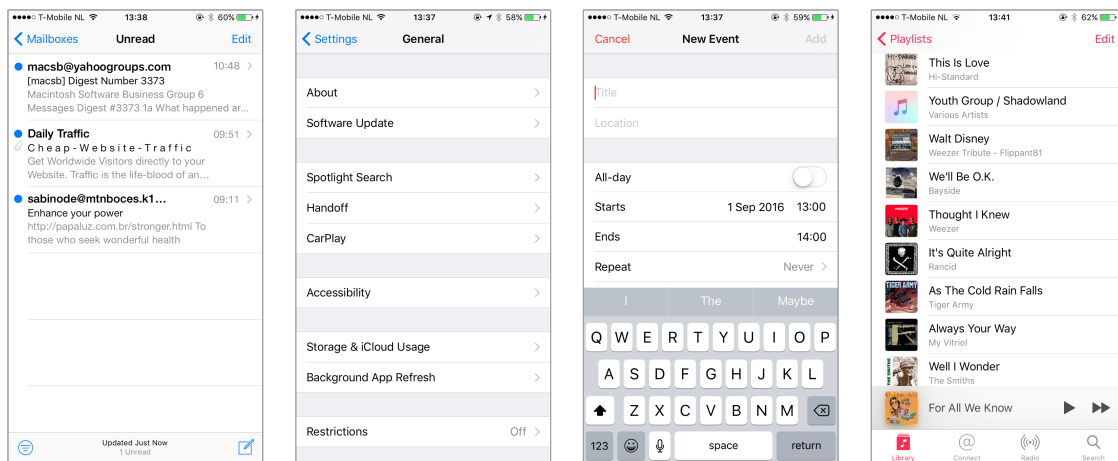 T-Mobile NL 13:38 60%
Mailboxes Unread Edit
macsb@yahoogroups.com 10:48
[macsb] Digest Number 3373
Macintosh Software Business Group 6
Messages Digest #3373 1a What happened ar...
Daily Traffic 09:51
C h e a p - W e b s i t e - T r a f f i c
Get Worldwide Visitors directly to your
Website. Traffic is the life-blood of an...
sabinode@mtnboces.k1... 09:11
Enhance your power
http://papaluz.com.br/stronger.html To
those who seek wonderful health
Updated Just Now
1 Unread
T-Mobile NL 13:37 58%
Settings General
About
Software Update
Spotlight Search
Handoff
CarPlay
Accessibility
Storage & iCloud Usage
Background App Refresh
Restrictions Off
T-Mobile NL 13:37 59%
Cancel New Event Add
Title
Location
All-day
Starts 1 Sep 2016 13:00
Ends 14:00
Repeat Never
I The Maybe
Q W E R T Y U I O P
A S D F G H J K L
Z X C V B N M
123 space return
T-Mobile NL 13:41 62%
Playlists Edit
This Is Love
Hi-Standard
Youth Group / Shadowland
Various Artists
Walt Disney
Weezer Tribute - Flippant81
We'll Be O.K.
Bayside
Thought I Knew
Weezer
It's Quite Alright
Rancid
TIGER ARMY
As The Cold Rain Falls
Tiger Army
Always Your Way
My Vitriol
THE SMITHS
Well I Wonder
The Smiths
For All We Know
Library Connect Radio Search